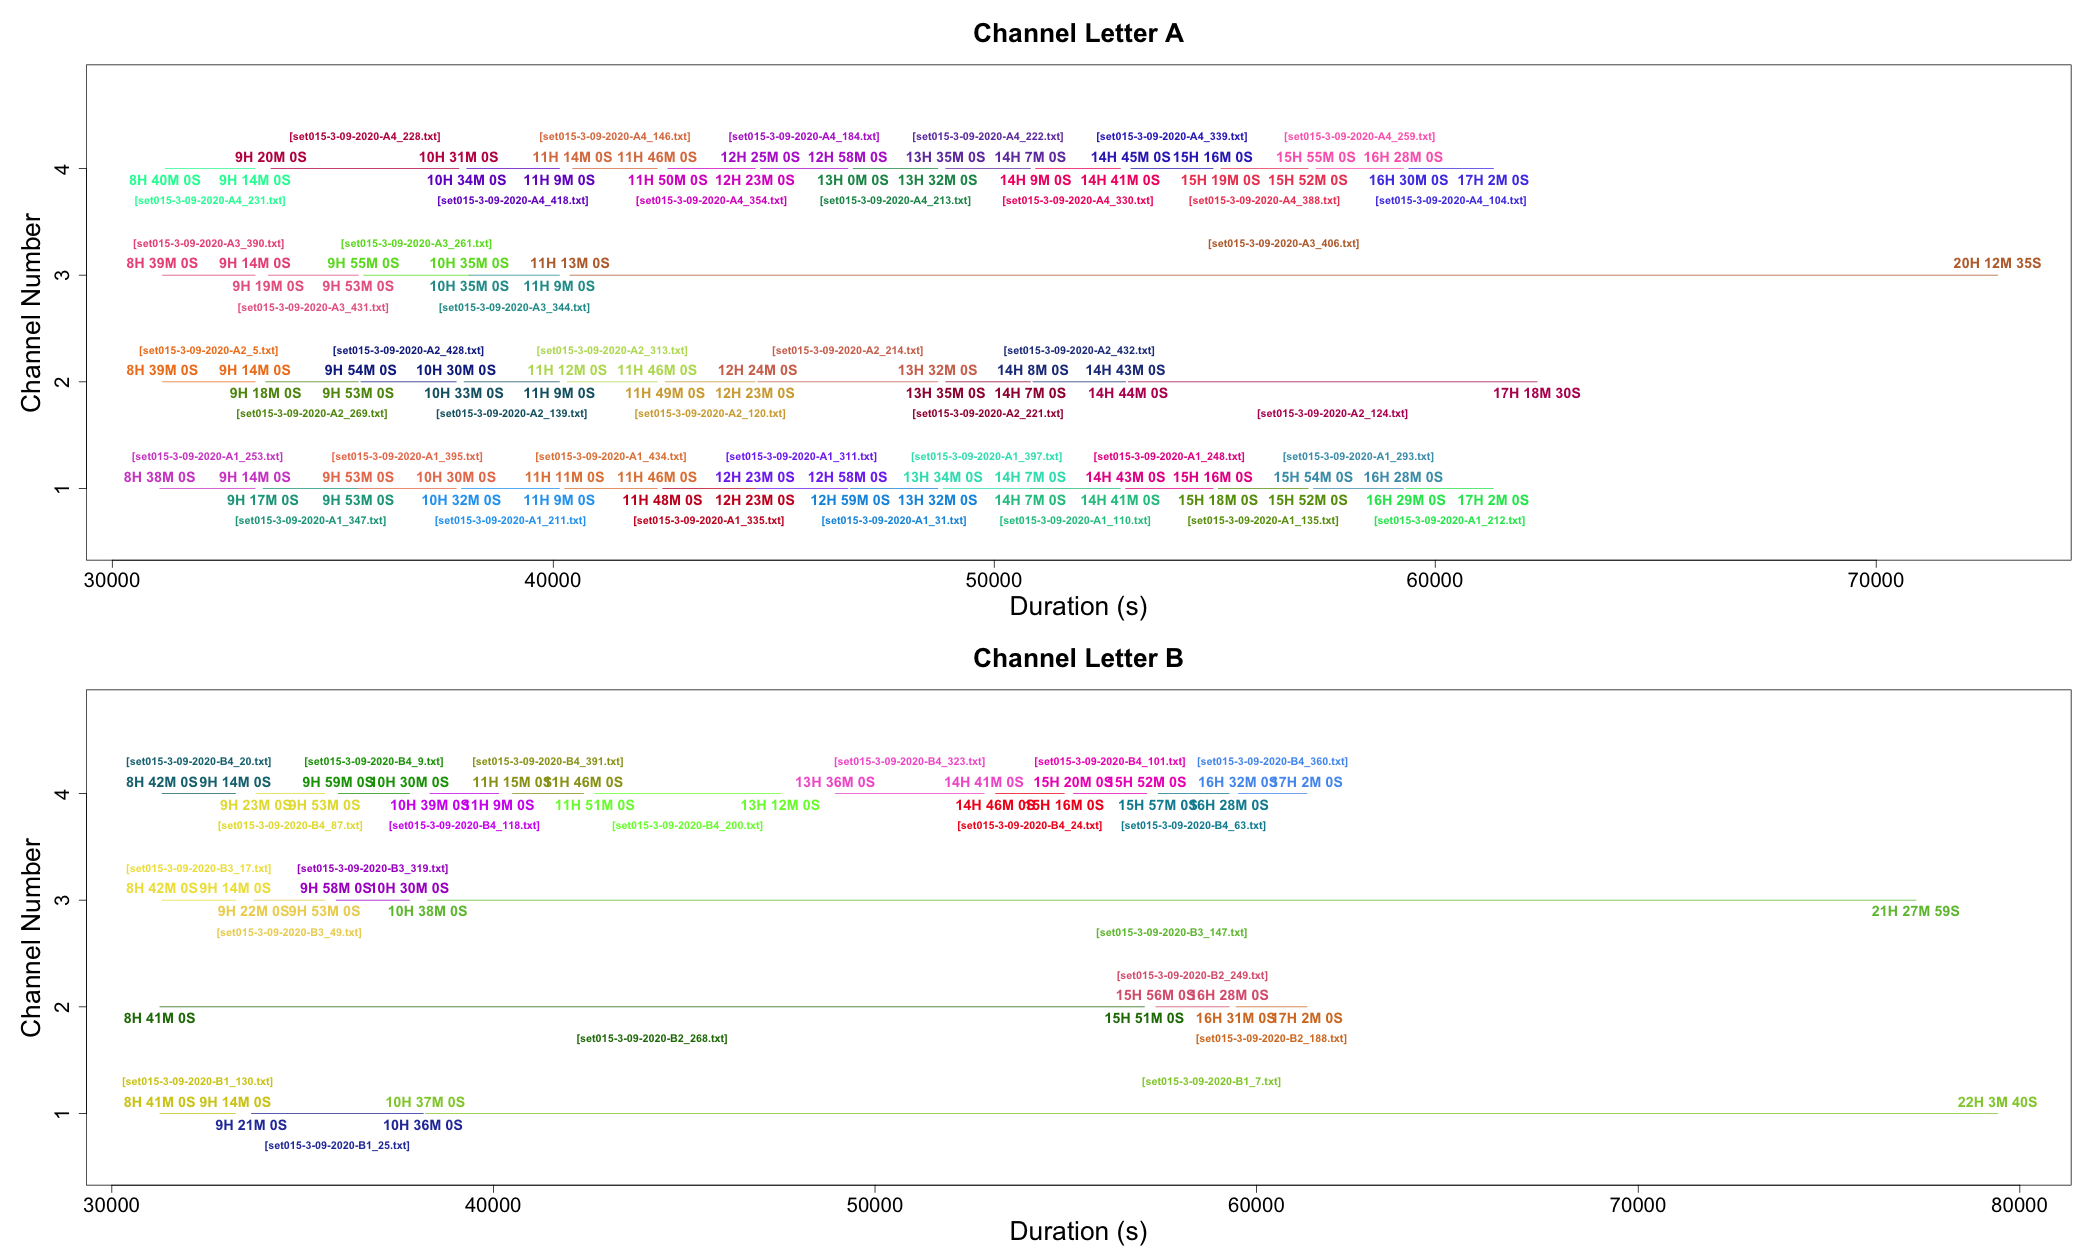 Channel Letter A
[set015-3-09-2020-A4_228.txt] [set015-3-09-2020-A4_146.txt] [set015-3-09-2020-A4_184.txt] [set015-3-09-2020-A4_222.txt] [set015-3-09-2020-A4_339.txt] [set015-3-09-2020-A4_259.txt]
9H 20M 0S 10H 31M 0S 11H 14M 0S 11H 46M 0S 12H 25M 0S 12H 58M 0S 13H 35M 0S 14H 7M 0S 14H 45M 0S 15H 16M 0S 15H 55M 0S 16H 28M 0S
4
8H 40M 0S 9H 14M 0S 10H 34M 0S 11H 9M 0S 11H 50M 0S 12H 23M 0S 13H 0M 0S 13H 32M 0S 14H 9M 0S 14H 41M 0S 15H 19M 0S 15H 52M 0S 16H 30M 0S 17H 2M 0S
[set015-3-09-2020-A4_231.txt] [set015-3-09-2020-A4_418.txt] [set015-3-09-2020-A4_354.txt] [set015-3-09-2020-A4_213.txt] [set015-3-09-2020-A4_330.txt] [set015-3-09-2020-A4_388.txt] [set015-3-09-2020-A4_104.txt]
[set015-3-09-2020-A3_390.txt] [set015-3-09-2020-A3_261.txt] [set015-3-09-2020-A3_406.txt]
8H 39M 0S 9H 14M 0S 9H 55M 0S 10H 35M 0S 11H 13M 0S 20H 12M 35S
3
9H 19M 0S 9H 53M 0S 10H 35M 0S 11H 9M 0S
[set015-3-09-2020-A3_431.txt] [set015-3-09-2020-A3_344.txt]
Channel Number
[set015-3-09-2020-A2_5.txt] [set015-3-09-2020-A2_428.txt] [set015-3-09-2020-A2_313.txt] [set015-3-09-2020-A2_214.txt] [set015-3-09-2020-A2_432.txt]
8H 39M 0S 9H 14M 0S 9H 54M 0S 10H 30M 0S 11H 12M 0S 11H 46M 0S 12H 24M 0S 13H 32M 0S 14H 8M 0S 14H 43M 0S
2
9H 18M 0S 9H 53M 0S 10H 33M 0S 11H 9M 0S 11H 49M 0S 12H 23M 0S 13H 35M 0S 14H 7M 0S 14H 44M 0S 17H 18M 30S
[set015-3-09-2020-A2_269.txt] [set015-3-09-2020-A2_139.txt] [set015-3-09-2020-A2_120.txt] [set015-3-09-2020-A2_221.txt] [set015-3-09-2020-A2_124.txt]
[set015-3-09-2020-A1_253.txt] [set015-3-09-2020-A1_395.txt] [set015-3-09-2020-A1_434.txt] [set015-3-09-2020-A1_311.txt] [set015-3-09-2020-A1_397.txt] [set015-3-09-2020-A1_248.txt] [set015-3-09-2020-A1_293.txt]
8H 38M 0S 9H 14M 0S 9H 53M 0S 10H 30M 0S 11H 11M 0S 11H 46M 0S 12H 23M 0S 12H 58M 0S 13H 34M 0S 14H 7M 0S 14H 43M 0S 15H 16M 0S 15H 54M 0S 16H 28M 0S
1
9H 17M 0S 9H 53M 0S 10H 32M 0S 11H 9M 0S 11H 48M 0S 12H 23M 0S 12H 59M 0S 13H 32M 0S 14H 7M 0S 14H 41M 0S 15H 18M 0S 15H 52M 0S 16H 29M 0S 17H 2M 0S
[set015-3-09-2020-A1_347.txt] [set015-3-09-2020-A1_211.txt] [set015-3-09-2020-A1_335.txt] [set015-3-09-2020-A1_31.txt] [set015-3-09-2020-A1_110.txt] [set015-3-09-2020-A1_135.txt] [set015-3-09-2020-A1_212.txt]
30000 40000 50000 60000 70000
Duration (s)
Channel Letter B
[set015-3-09-2020-B4_20.txt] [set015-3-09-2020-B4_9.txt] [set015-3-09-2020-B4_391.txt] [set015-3-09-2020-B4_323.txt] [set015-3-09-2020-B4_101.txt] [set015-3-09-2020-B4_360.txt]
8H 42M 0S 9H 14M 0S 9H 59M 0S 10H 30M 0S 11H 15M 0S 11H 46M 0S 13H 36M 0S 14H 41M 0S 15H 20M 0S 15H 52M 0S 16H 32M 0S 17H 2M 0S
4
9H 23M 0S 9H 53M 0S 10H 39M 0S 11H 9M 0S 11H 51M 0S 13H 12M 0S 14H 46M 0S 15H 16M 0S 15H 57M 0S 16H 28M 0S
[set015-3-09-2020-B4_87.txt] [set015-3-09-2020-B4_118.txt] [set015-3-09-2020-B4_200.txt] [set015-3-09-2020-B4_24.txt] [set015-3-09-2020-B4_63.txt]
[set015-3-09-2020-B3_17.txt] [set015-3-09-2020-B3_319.txt]
8H 42M 0S 9H 14M 0S 9H 58M 0S 10H 30M 0S
3
9H 22M 0S 9H 53M 0S 10H 38M 0S 21H 27M 59S
[set015-3-09-2020-B3_49.txt] [set015-3-09-2020-B3_147.txt]
Channel Number
[set015-3-09-2020-B2_249.txt]
15H 56M 0S 16H 28M 0S
2
8H 41M 0S 15H 51M 0S 16H 31M 0S 17H 2M 0S
[set015-3-09-2020-B2_268.txt] [set015-3-09-2020-B2_188.txt]
[set015-3-09-2020-B1_130.txt] [set015-3-09-2020-B1_7.txt]
8H 41M 0S 9H 14M 0S 10H 37M 0S 22H 3M 40S
1
9H 21M 0S 10H 36M 0S
[set015-3-09-2020-B1_25.txt]
30000 40000 50000 60000 70000 80000
Duration (s)